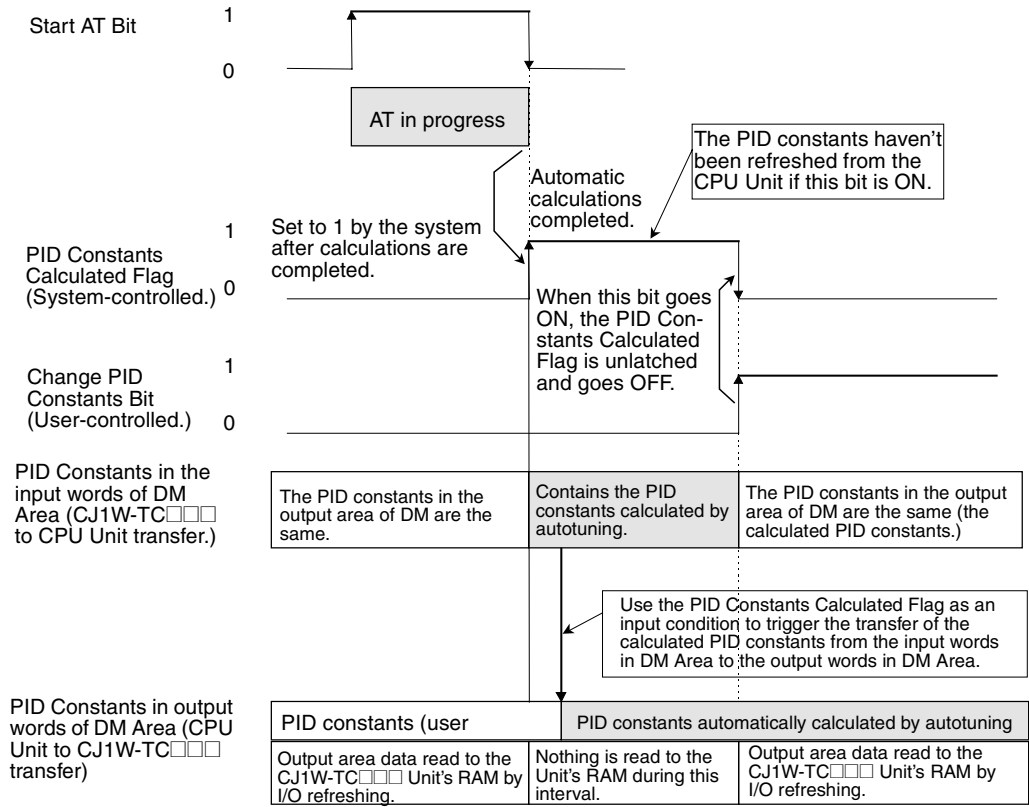 Start AT Bit
1
0
AT in progress
The PID constants haven't
been refreshed from the
CPU Unit if this bit is ON.
Automatic
calculations
completed.
Set to 1 by the system
after calculations are
completed.
PID Constants
Calculated Flag
(System-controlled.)
1
0
When this bit goes
ON, the PID Con-
stants Calculated
Flag is unlatched
and goes OFF.
Change PID
Constants Bit
(User-controlled.)
1
0
PID Constants in the
input words of DM
Area (CJ1W-TC□□□
to CPU Unit transfer.)
The PID constants in the
output area of DM are the
same.
Contains the PID
constants calculated by
autotuning.
The PID constants in the output
area of DM are the same (the
calculated PID constants.)
Use the PID Constants Calculated Flag as an
input condition to trigger the transfer of the
calculated PID constants from the input words
in DM Area to the output words in DM Area.
PID Constants in output
words of DM Area (CPU
Unit to CJ1W-TC□□□
transfer)
PID constants (user
PID constants automatically calculated by autotuning
Output area data read to the
CJ1W-TC□□□ Unit's RAM by
I/O refreshing.
Nothing is read to the
Unit's RAM during this
interval.
Output area data read to the
CJ1W-TC□□□ Unit's RAM by
I/O refreshing.